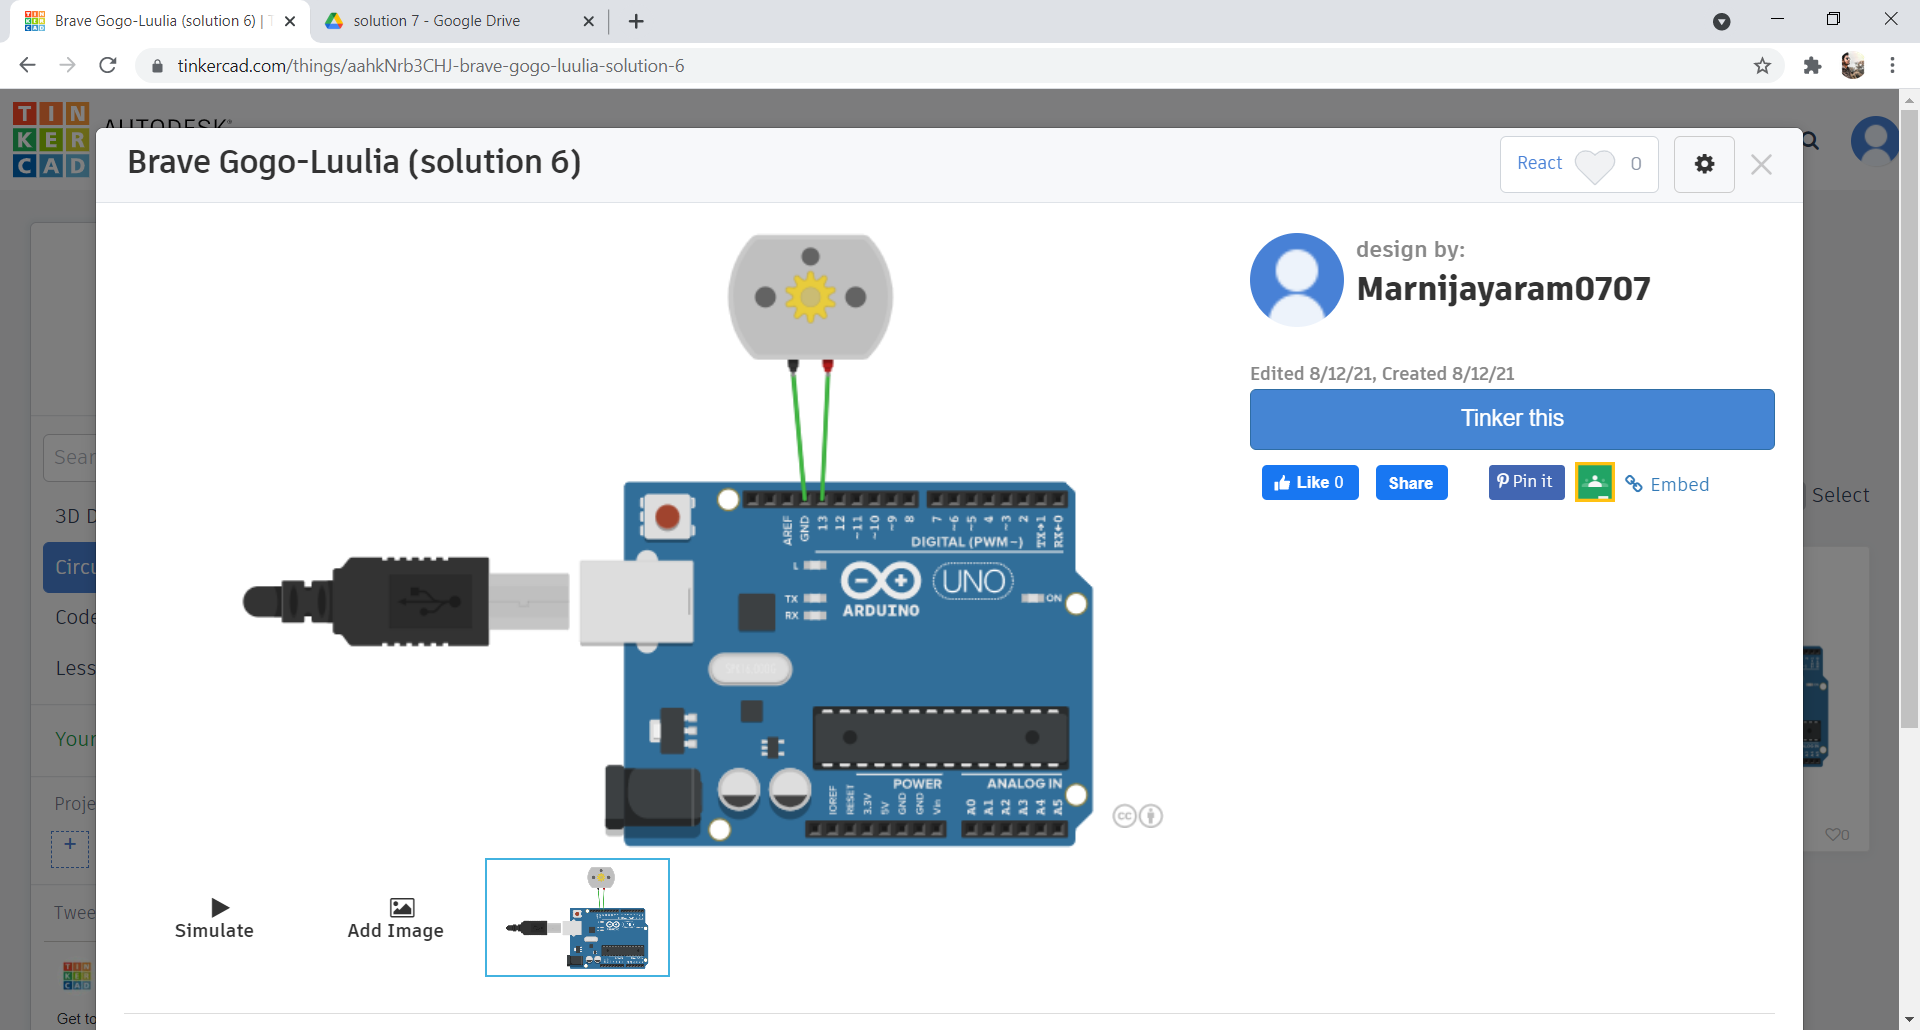 Brave Gogo-Luulia (solution 6) | T
solution 7 - Google Drive
tinkercad.com/things/aahkNrb3CHJ-brave-gogo-luulia-solution-6
TIN
KER
CAD
AUTODESK
Brave Gogo-Luulia (solution 6)
React 0
design by:
Marnijayaram0707
Edited 8/12/21, Created 8/12/21
Tinker this
Like 0
Share
Pin it
Embed
Select
Sear
3D D
Circu
Code
Less
Your
Proje
+
Twee
Get to
AREF
GND
13
12
~11
~10
~9
8
7
~6
~5
4
~3
2
TX→1
RX←0
DIGITAL (PWM~)
L
TX
RX
ARDUINO
UNO
ON
POWER
ANALOG IN
IOREF
RESET
3.3V
5V
GND
GND
Vin
A0
A1
A2
A3
A4
A5
cc
0
Simulate
Add Image